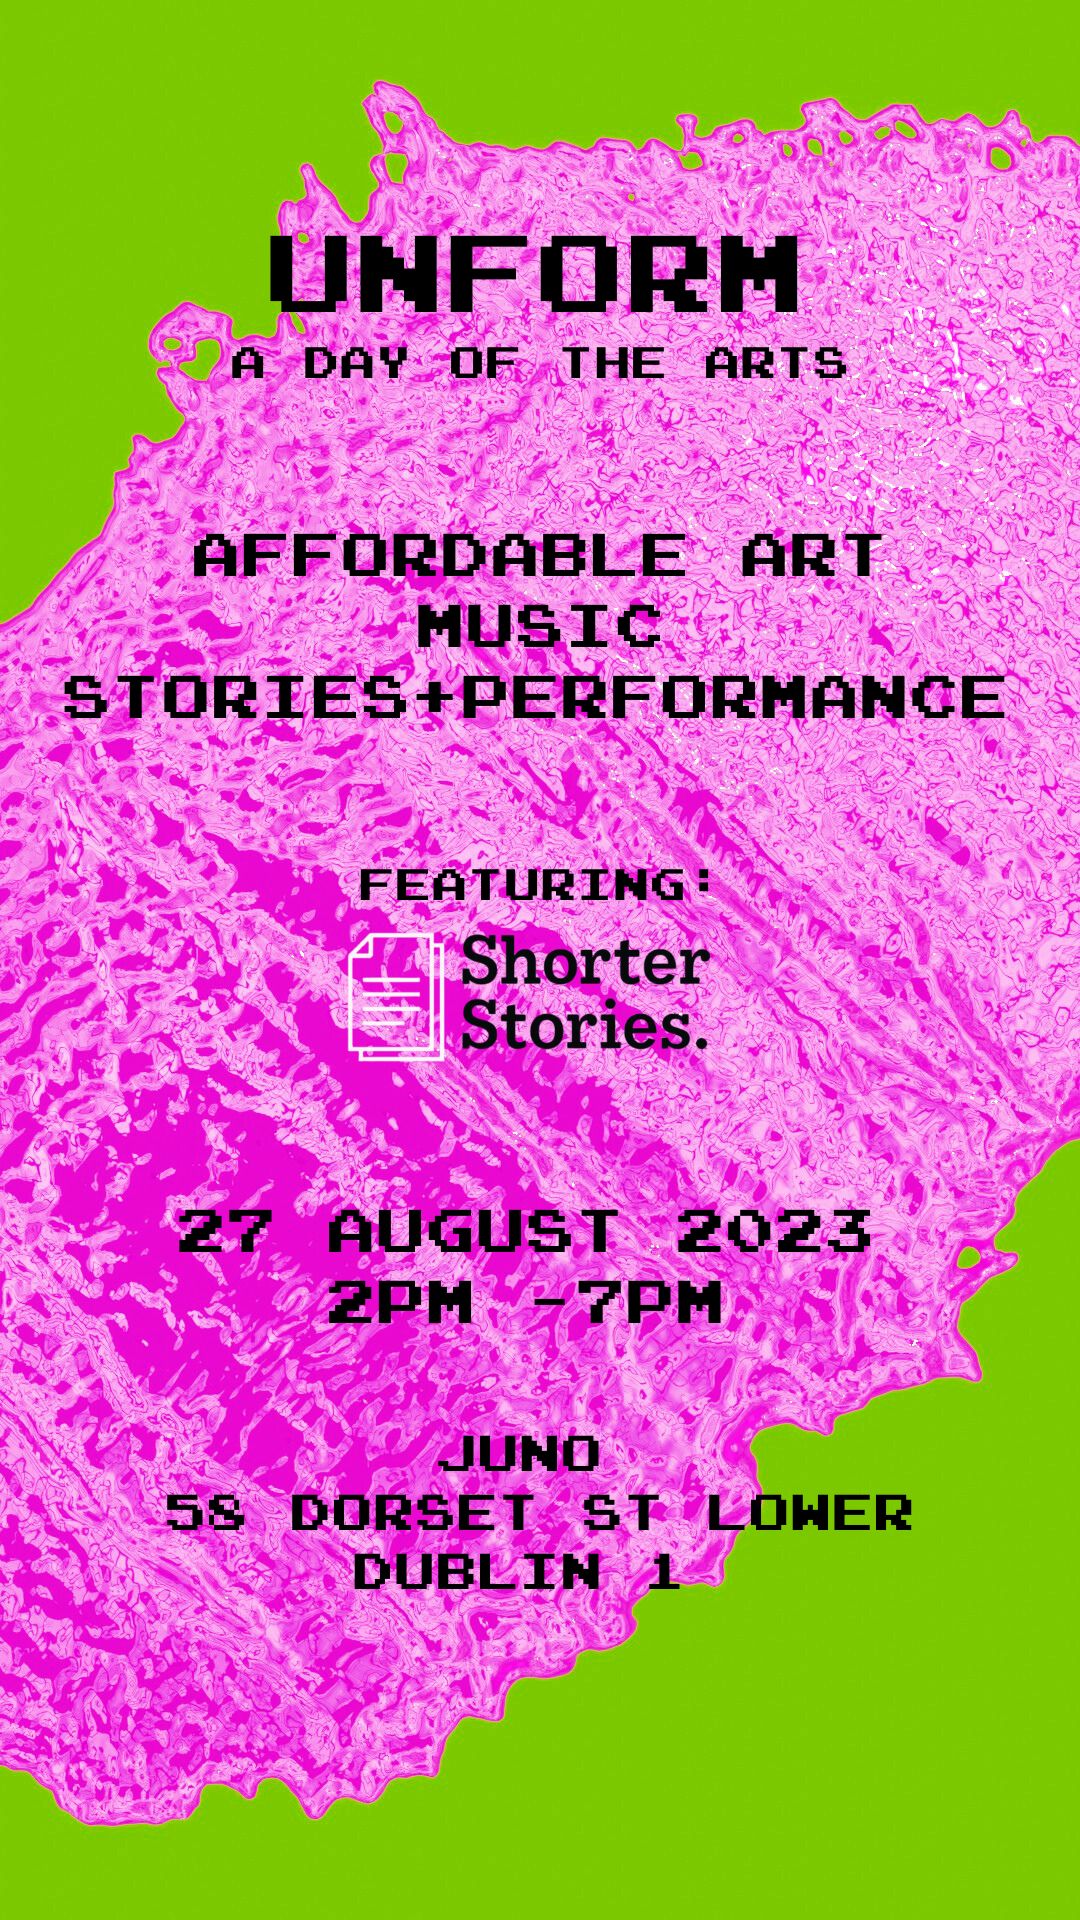 UNFORM
A DAY OF THE ARTS
AFFORDABLE ART
MUSIC
STORIES+PERFORMANCE
FEATURING:
Shorter
Stories.
27 AUGUST 2023
2PM -7PM
JUNO
58 DORSET ST LOWER
DUBLIN 1